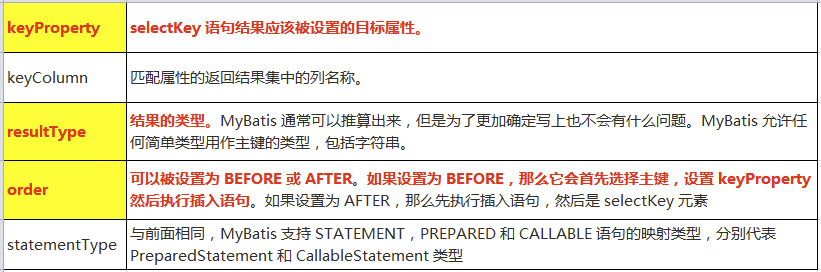 keyProperty selectKey 语句结果应该被设置的目标属性。
keyColumn 匹配属性的返回结果集中的列名称。
resultType 结果的类型。MyBatis 通常可以推算出来，但是为了更加确定写上也不会有什么问题。MyBatis 允许任
何简单类型用作主键的类型，包括字符串。
order 可以被设置为 BEFORE 或 AFTER。如果设置为 BEFORE，那么它会首先选择主键，设置 keyProperty
然后执行插入语句。如果设置为 AFTER，那么先执行插入语句，然后是 selectKey 元素
statementType 与前面相同，MyBatis 支持 STATEMENT，PREPARED 和 CALLABLE 语句的映射类型，分别代表
PreparedStatement 和 CallableStatement 类型